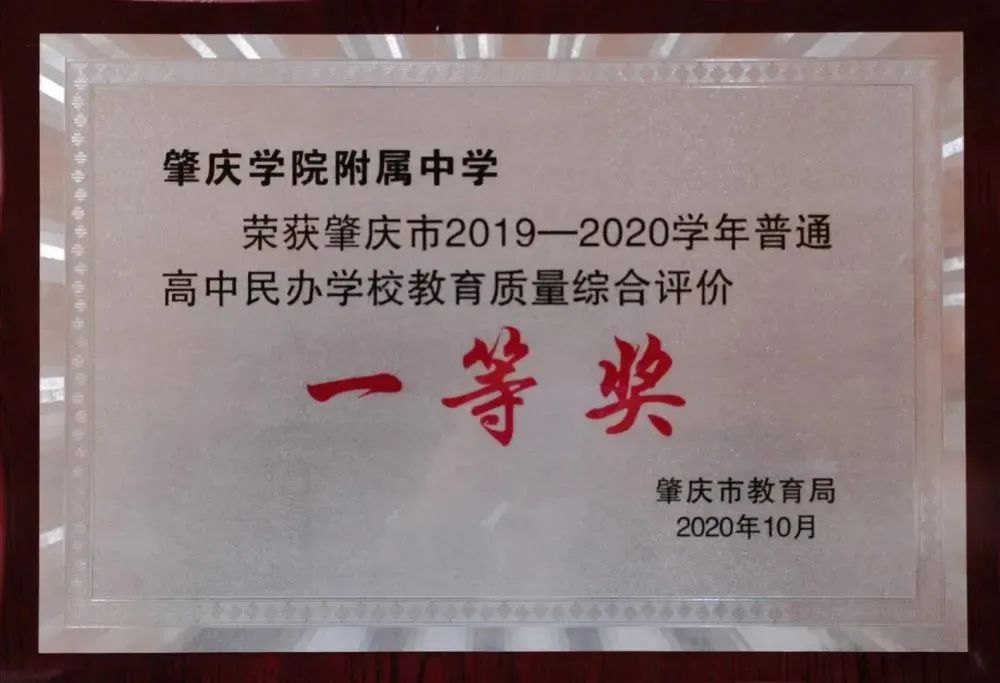 肇庆学院附属中学
荣获肇庆市2019—2020学年普通
高中民办学校教育质量综合评价
一等奖
肇庆市教育局
2020年10月